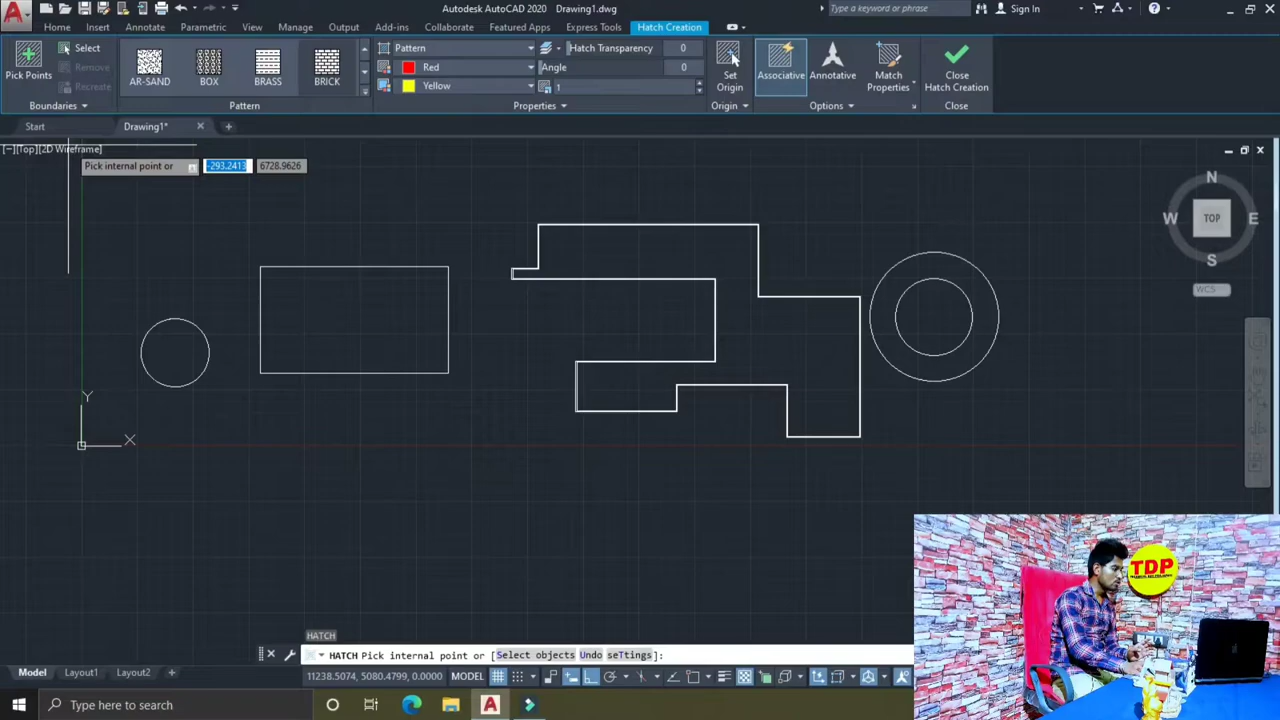 Autodesk AutoCAD 2020 Drawing1.dwg
Type a keyword or phrase
Sign In
Home Insert Annotate Parametric View Manage Output Add-ins Collaborate Featured Apps Express Tools Hatch Creation
Pick Points
Select
Remove
Recreate
Boundaries
AR-SAND
BOX
BRASS
BRICK
Pattern
Pattern
Red
Yellow
Hatch Transparency 0
Angle 0
1
Properties
Set
Origin
Origin
Associative
Annotative
Match
Properties
Options
Close
Hatch Creation
Close
Start
Drawing1*
[−][Top][2D Wireframe]
Pick internal point or
-293.2413
6728.9626
N
W
TOP
E
S
WCS
Y
X
TDP
HATCH
HATCH Pick internal point or [Select objects Undo seTtings]:
Model
Layout1
Layout2
11238.5074, 5080.4799, 0.0000
MODEL
Type here to search